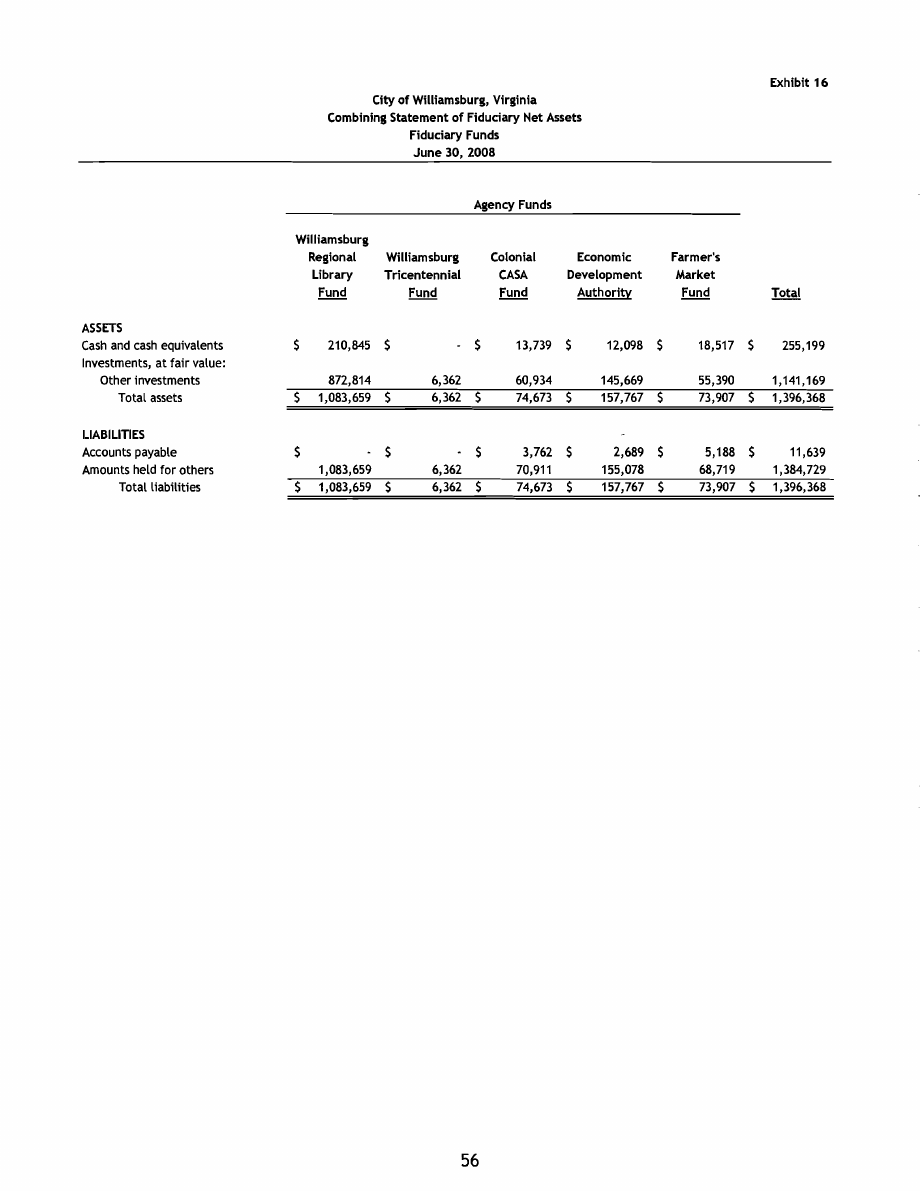 Exhibit 16
City of Williamsburg, Virginia
Combining Statement of Fiduciary Net Assets
Fiduciary Funds
June 30, 2008
Agency Funds
Williamsburg
Regional Williamsburg Colonial Economic Farmer's
Library Tricentennial CASA Development Market
Fund Fund Fund Authority Fund Total
ASSETS
Cash and cash equivalents $ 210,845 $ - $ 13,739 $ 12,098 $ 18,517 $ 255,199
Investments, at fair value:
Other investments 872,814 6,362 60,934 145,669 55,390 1,141,169
Total assets $ 1,083,659 $ 6,362 $ 74,673 $ 157,767 $ 73,907 $ 1,396,368
LIABILITIES -
Accounts payable $ - $ - $ 3,762 $ 2,689 $ 5,188 $ 11,639
Amounts held for others 1,083,659 6,362 70,911 155,078 68,719 1,384,729
Total liabilities $ 1,083,659 $ 6,362 $ 74,673 $ 157,767 $ 73,907 $ 1,396,368
56